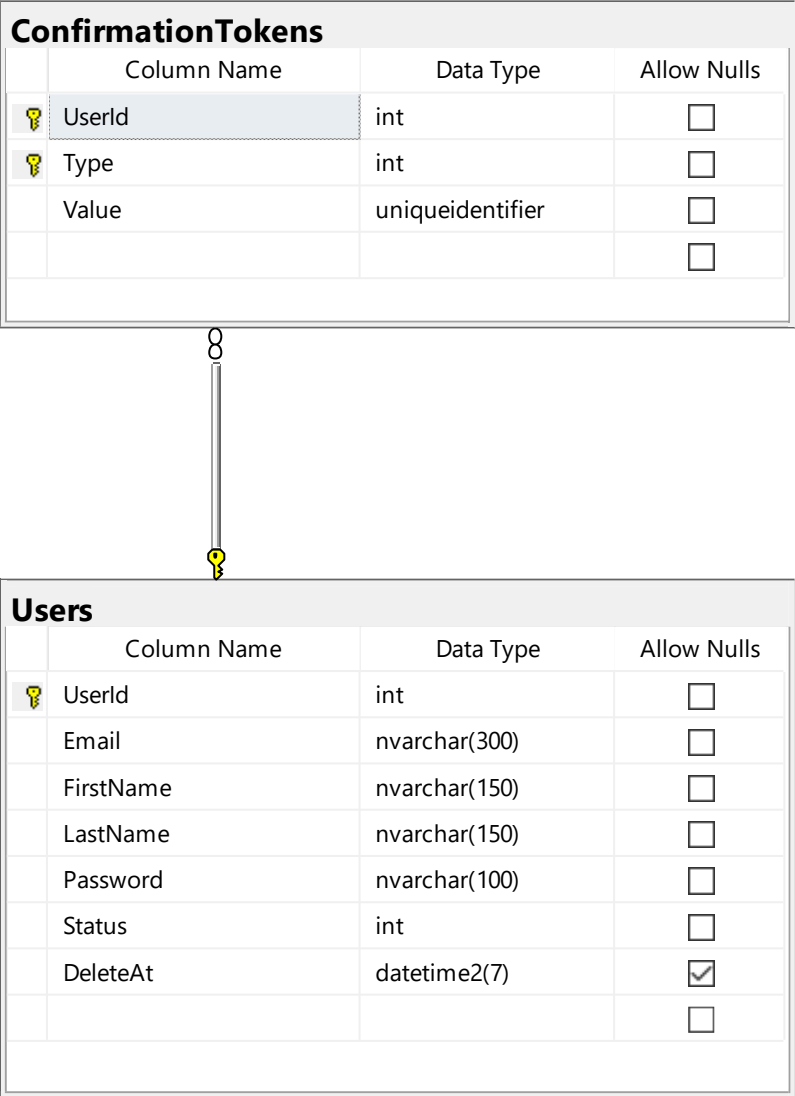 ConfirmationTokens
Column Name Data Type Allow Nulls
UserId int
Type int
Value uniqueidentifier
Users
Column Name Data Type Allow Nulls
UserId int
Email nvarchar(300)
FirstName nvarchar(150)
LastName nvarchar(150)
Password nvarchar(100)
Status int
DeleteAt datetime2(7)